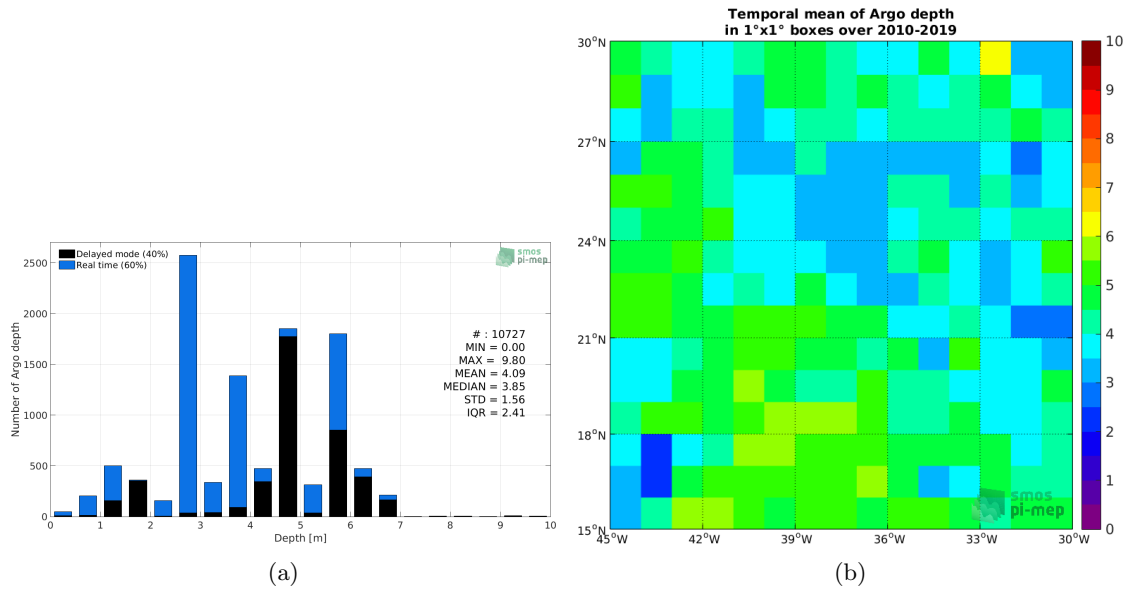 Delayed mode (40%)
Real time (60%)
smos
pi-mep
# : 10727
MIN = 0.00
MAX = 9.80
MEAN = 4.09
MEDIAN = 3.85
STD = 1.56
IQR = 2.41
Number of Argo depth
2500
2000
1500
1000
500
0
0 1 2 3 4 5 6 7 8 9 10
Depth [m]
(a)
Temporal mean of Argo depth
in 1°x1° boxes over 2010-2019
30°N
27°N
24°N
21°N
18°N
15°N
45°W 42°W 39°W 36°W 33°W 30°W
smos
pi-mep
10
9
8
7
6
5
4
3
2
1
0
(b)